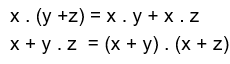 x . (y +z) = x . y + x . z
x + y . z  = (x + y) . (x + z)